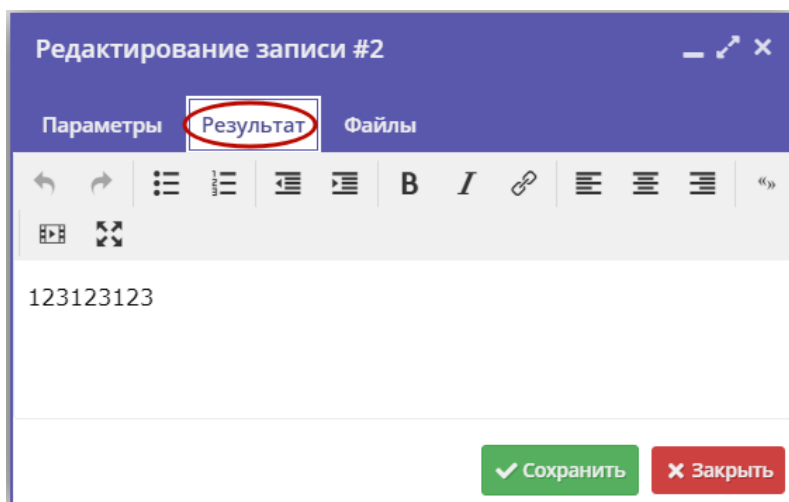 Редактирование записи #2
Параметры Результат Файлы
B I «»
123123123
Сохранить Закрыть